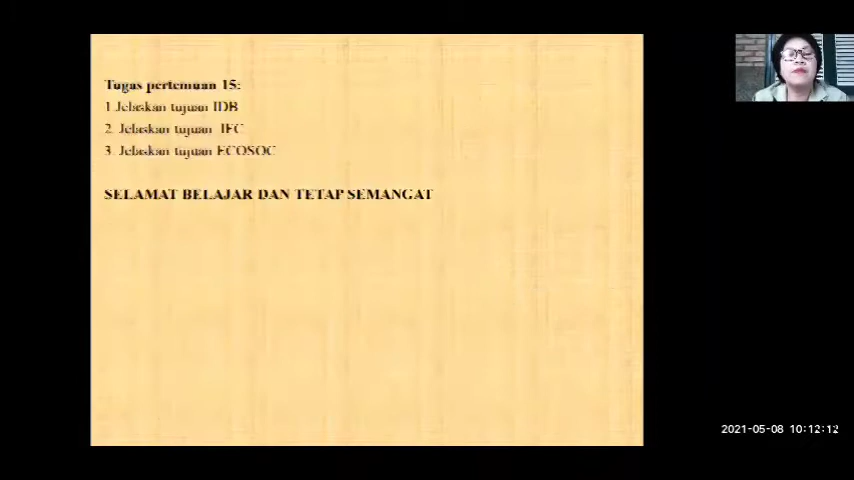 Tugas pertemuan 15:
1.Jelaskan tujuan IDB
2. Jelaskan tujuan IFC
3. Jelaskan tujuan ECOSOC
SELAMAT BELAJAR DAN TETAP SEMANGAT
2021-05-08 10:12:12